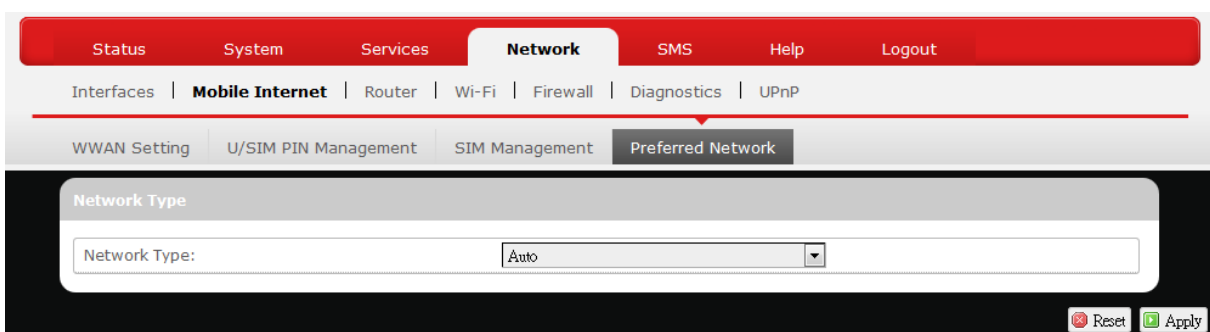 Status System Services Network SMS Help Logout
Interfaces | Mobile Internet | Router | Wi-Fi | Firewall | Diagnostics | UPnP
WWAN Setting U/SIM PIN Management SIM Management Preferred Network
Network Type
Network Type: Auto
Reset Apply